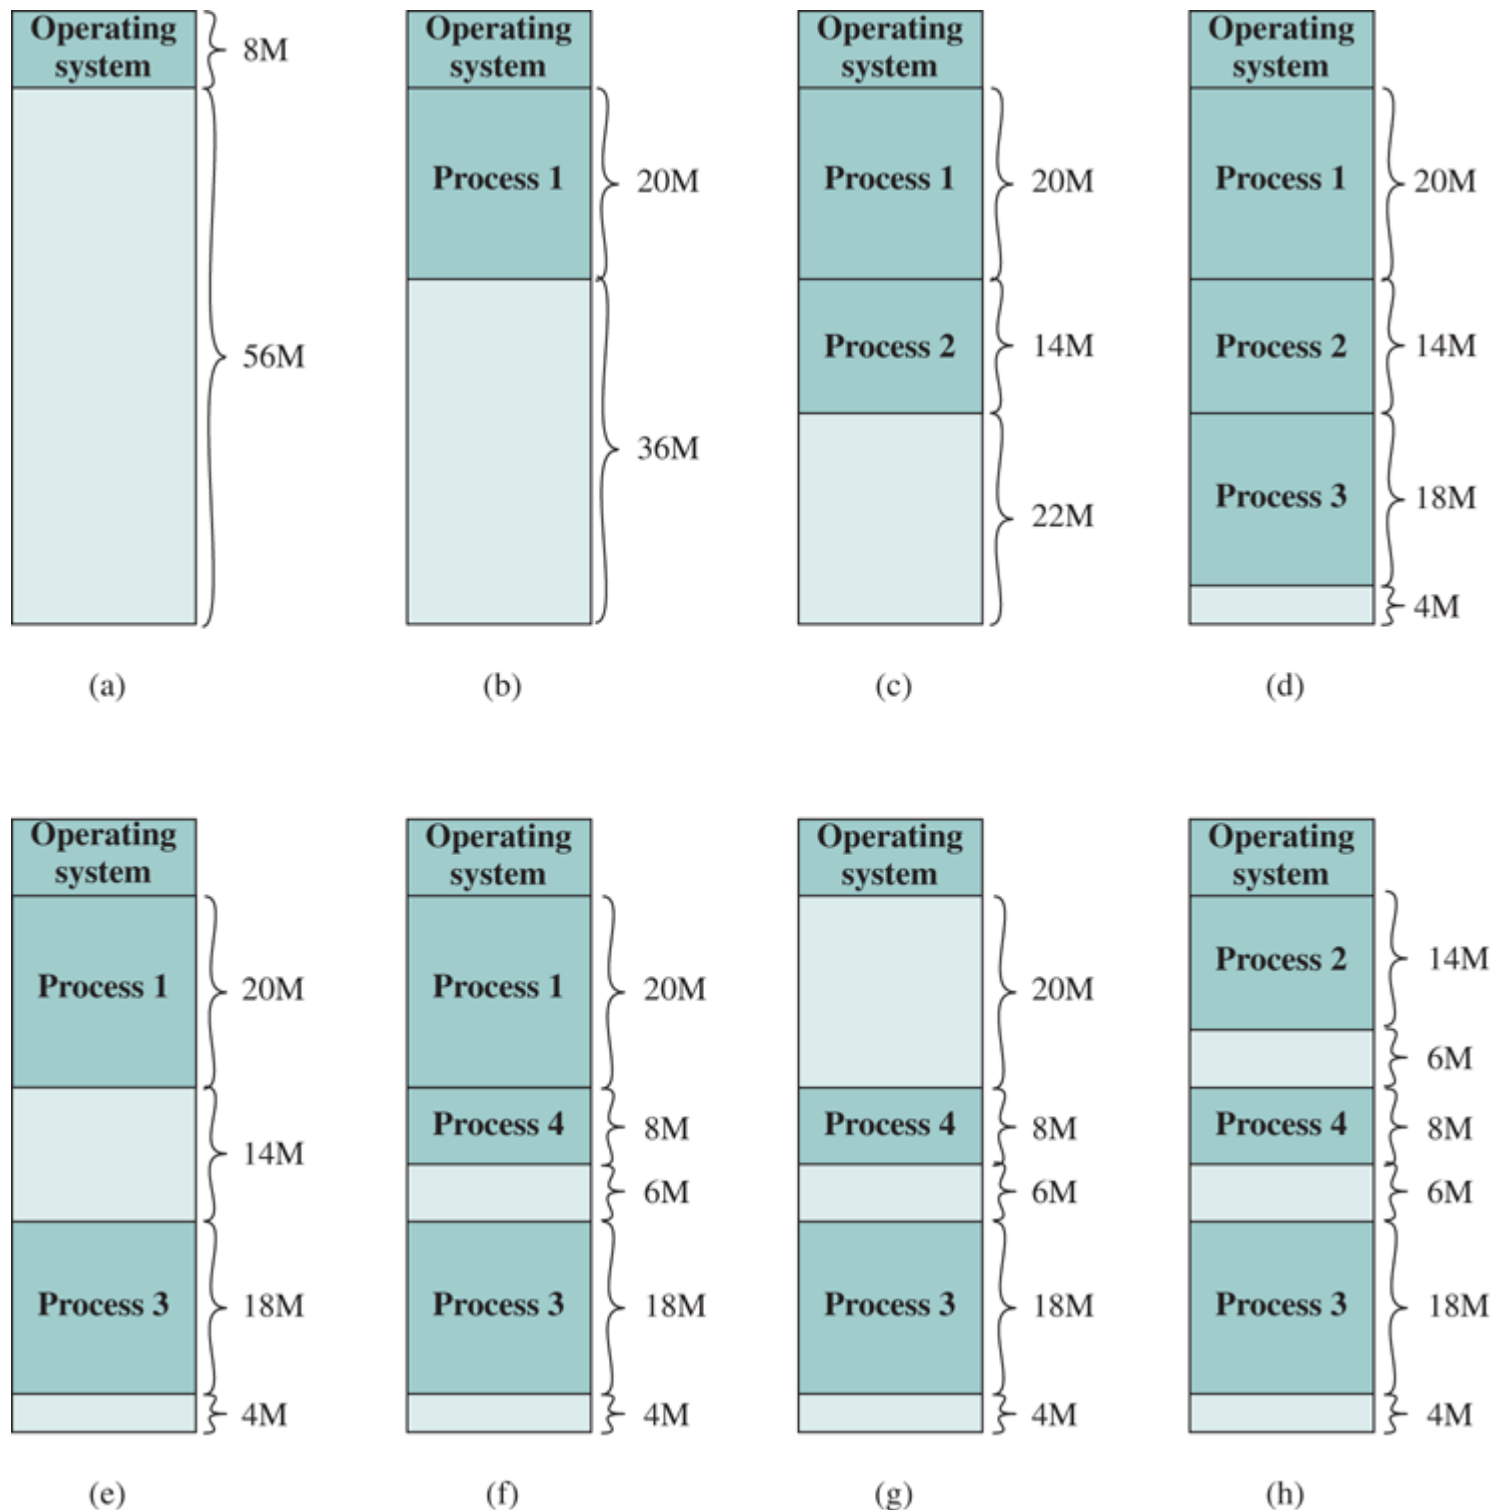 Operating
system
8M
56M
(a)
Operating
system
Process 1
20M
36M
(b)
Operating
system
Process 1
20M
Process 2
14M
22M
(c)
Operating
system
Process 1
20M
Process 2
14M
Process 3
18M
4M
(d)
Operating
system
Process 1
20M
14M
Process 3
18M
4M
(e)
Operating
system
Process 1
20M
Process 4
8M
6M
Process 3
18M
4M
(f)
Operating
system
20M
Process 4
8M
6M
Process 3
18M
4M
(g)
Operating
system
Process 2
14M
6M
Process 4
8M
6M
Process 3
18M
4M
(h)